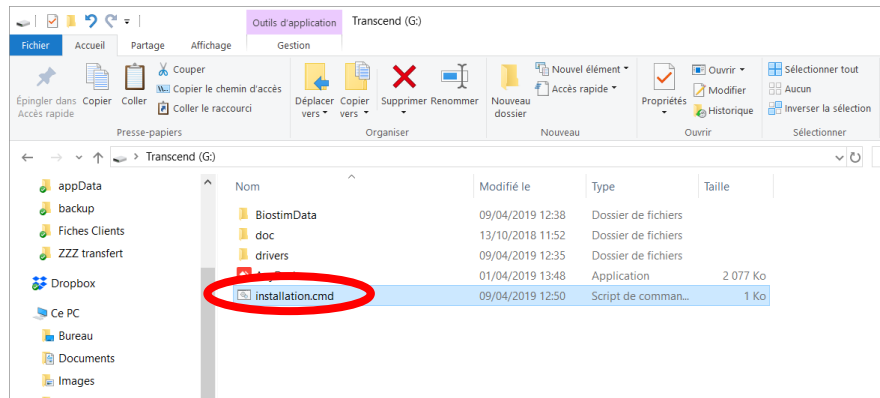 Outils d'application Transcend (G:)
Fichier Accueil Partage Affichage Gestion
Épingler dans Accès rapide
Copier
Coller
Couper
Copier le chemin d'accès
Coller le raccourci
Presse-papiers
Déplacer vers
Copier vers
Supprimer
Renommer
Organiser
Nouveau dossier
Nouvel élément
Accès rapide
Nouveau
Propriétés
Ouvrir
Modifier
Historique
Ouvrir
Sélectionner tout
Aucun
Inverser la sélection
Sélectionner
Transcend (G:)
appData
backup
Fiches Clients
ZZZ transfert
Dropbox
Ce PC
Bureau
Documents
Images
Nom Modifié le Type Taille
BiostimData 09/04/2019 12:38 Dossier de fichiers
doc 13/10/2018 11:52 Dossier de fichiers
drivers 09/04/2019 12:35 Dossier de fichiers
01/04/2019 13:48 Application 2 077 Ko
installation.cmd 09/04/2019 12:50 Script de comman... 1 Ko